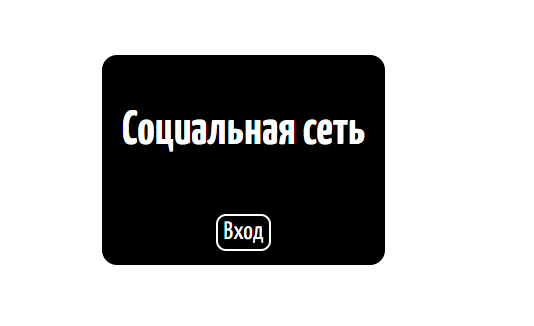 Социальная сеть
Вход